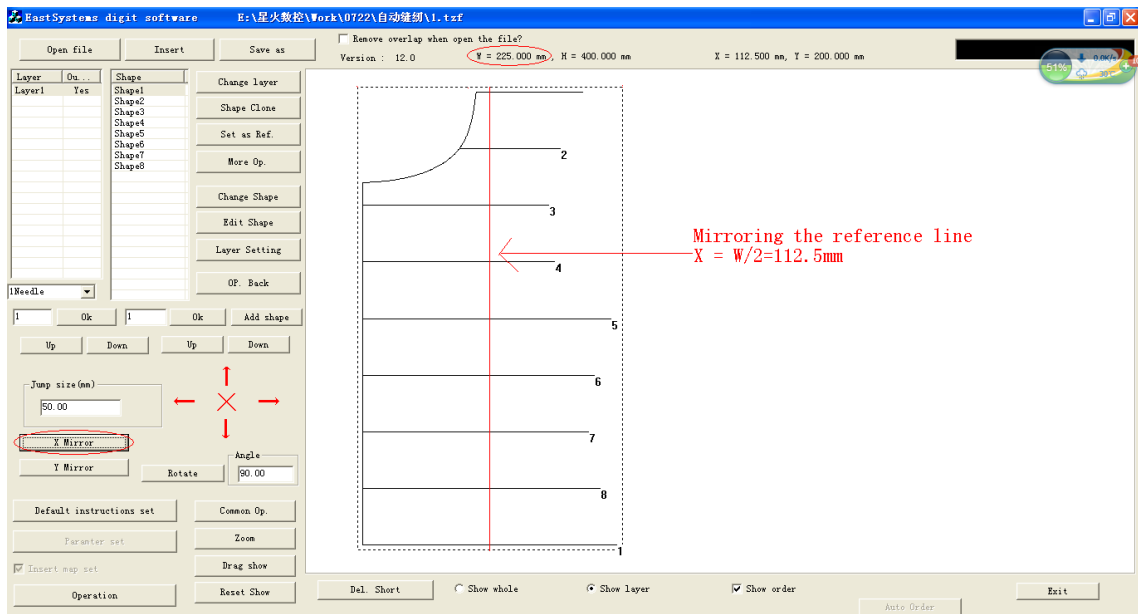 EastSystems digit software E:\星火数控\Work\0722\自动缝纫\1.tzf
Open file
Insert
Save as
Remove overlap when open the file?
Version : 12.0
W = 225.000 mm, H = 400.000 mm
X = 112.500 mm, Y = 200.000 mm
51%
0.0K/s
30℃
Layer Ou...
Layer1 Yes
Shape
Shape1
Shape2
Shape3
Shape4
Shape5
Shape6
Shape7
Shape8
Change layer
Shape Clone
Set as Ref.
More Op.
Change Shape
Edit Shape
Layer Setting
OP. Back
1Needle
1 Ok 1 Ok Add shape
Up Down Up Down
Jump size(mm)
50.00
X Mirror
Y Mirror
Rotate
Angle
90.00
Default instructions set
Common Op.
Paramter set
Zoom
Insert map set
Drag show
Operation
Reset Show
2
3
Mirroring the reference line
X = W/2=112.5mm
4
5
6
7
8
1
Del. Short
Show whole
Show layer
Show order
Auto Order
Exit